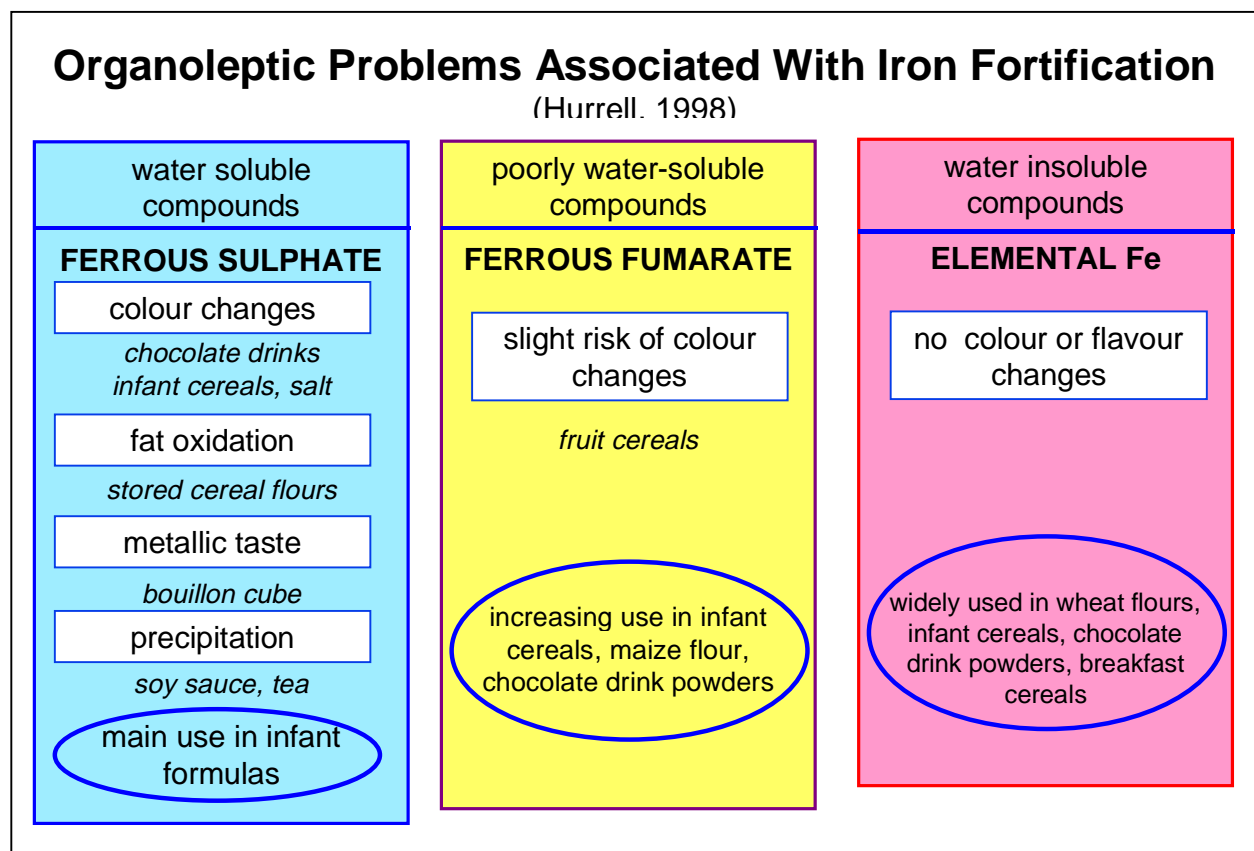 Organoleptic Problems Associated With Iron Fortification
(Hurrell, 1998)
water soluble
compounds
FERROUS SULPHATE
colour changes
chocolate drinks
infant cereals, salt
fat oxidation
stored cereal flours
metallic taste
bouillon cube
precipitation
soy sauce, tea
main use in infant
formulas
poorly water-soluble
compounds
FERROUS FUMARATE
slight risk of colour
changes
fruit cereals
increasing use in infant
cereals, maize flour,
chocolate drink powders
water insoluble
compounds
ELEMENTAL Fe
no colour or flavour
changes
widely used in wheat flours,
infant cereals, chocolate
drink powders, breakfast
cereals